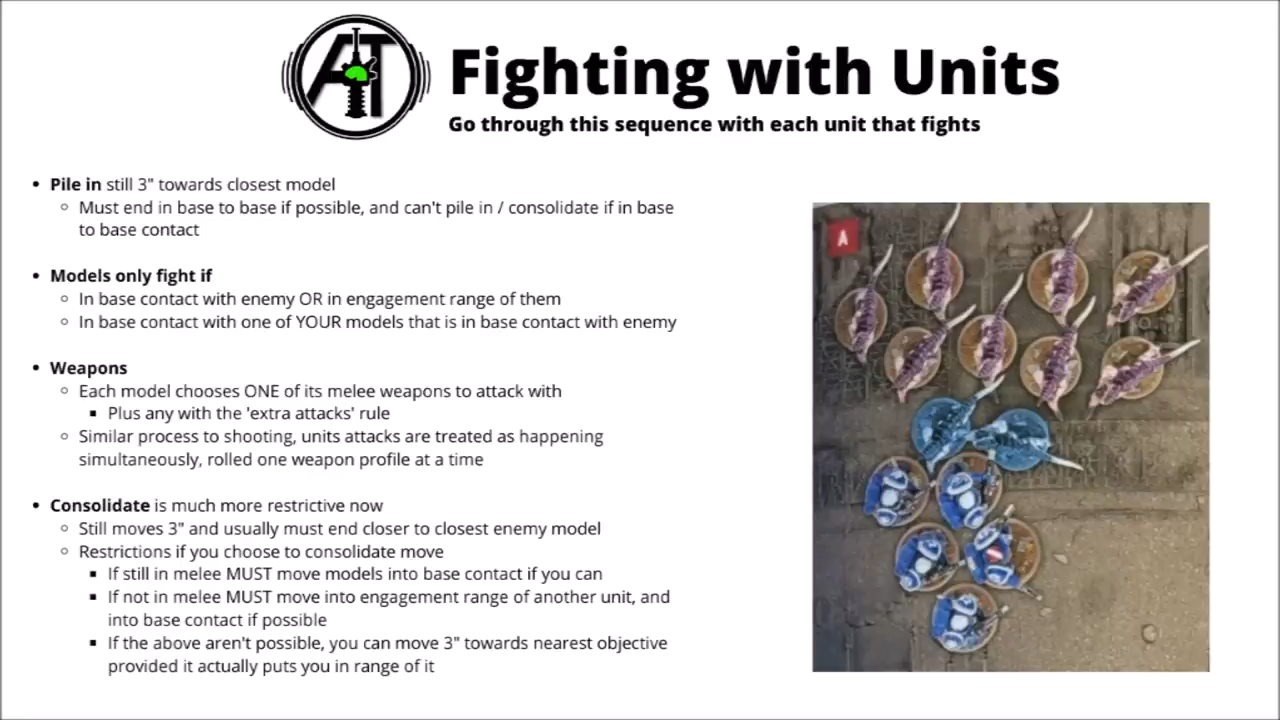 AT
Fighting with Units
Go through this sequence with each unit that fights
• Pile in still 3" towards closest model
○ Must end in base to base if possible, and can't pile in / consolidate if in base
to base contact
• Models only fight if
○ In base contact with enemy OR in engagement range of them
○ In base contact with one of YOUR models that is in base contact with enemy
• Weapons
○ Each model chooses ONE of its melee weapons to attack with
▪ Plus any with the 'extra attacks' rule
○ Similar process to shooting, units attacks are treated as happening
simultaneously, rolled one weapon profile at a time
• Consolidate is much more restrictive now
○ Still moves 3" and usually must end closer to closest enemy model
○ Restrictions if you choose to consolidate move
▪ If still in melee MUST move models into base contact if you can
▪ If not in melee MUST move into engagement range of another unit, and
into base contact if possible
▪ If the above aren't possible, you can move 3" towards nearest objective
provided it actually puts you in range of it
A